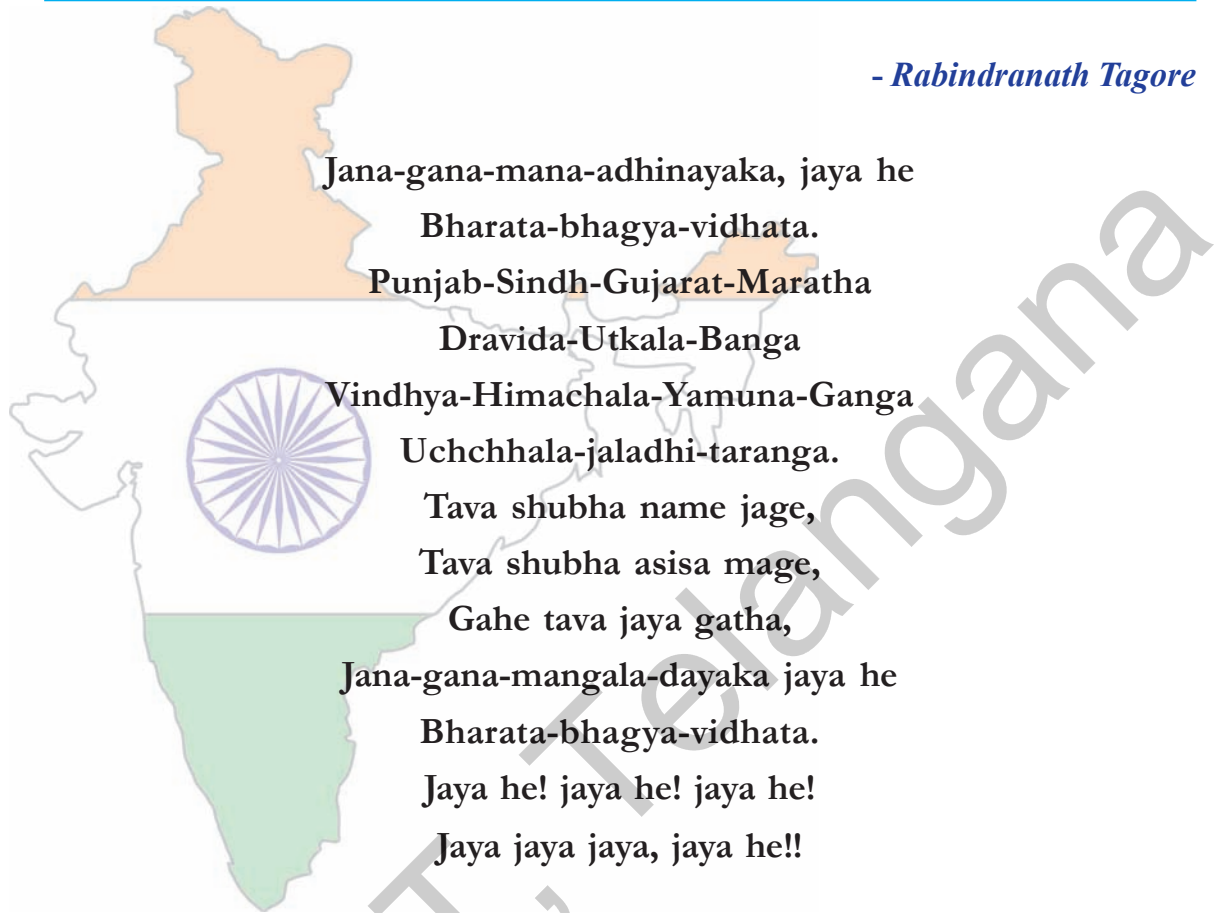 - Rabindranath Tagore
Jana-gana-mana-adhinayaka, jaya he
Bharata-bhagya-vidhata.
Punjab-Sindh-Gujarat-Maratha
Dravida-Utkala-Banga
Vindhya-Himachala-Yamuna-Ganga
Uchchhala-jaladhi-taranga.
Tava shubha name jage,
Tava shubha asisa mage,
Gahe tava jaya gatha,
Jana-gana-mangala-dayaka jaya he
Bharata-bhagya-vidhata.
Jaya he! jaya he! jaya he!
Jaya jaya jaya, jaya he!!
T, Telangana